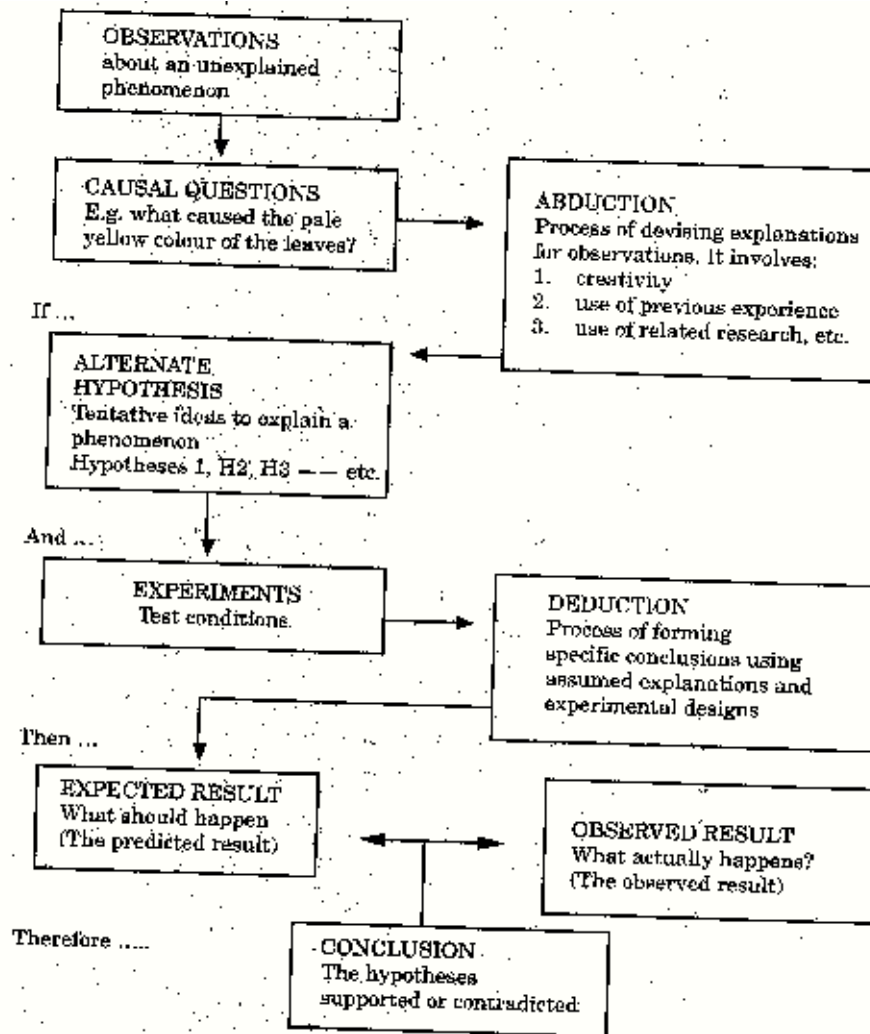 OBSERVATIONS
about an unexplained
phenomenon
CAUSAL QUESTIONS
E.g. what caused the pale
yellow colour of the leaves?
ABDUCTION
Process of devising explanations
for observations. It involves:
1. creativity
2. use of previous experience
3. use of related research, etc.
If ...
ALTERNATE
HYPOTHESIS
Tentative ideas to explain a
phenomenon
Hypotheses 1, H2, H3 — — etc.
And ...
EXPERIMENTS
Test conditions.
DEDUCTION
Process of forming
specific conclusions using
assumed explanations and
experimental designs
Then ...
EXPECTED RESULT
What should happen
(The predicted result)
OBSERVED RESULT
What actually happens?
(The observed result)
Therefore .....
CONCLUSION
The hypotheses
supported or contradicted